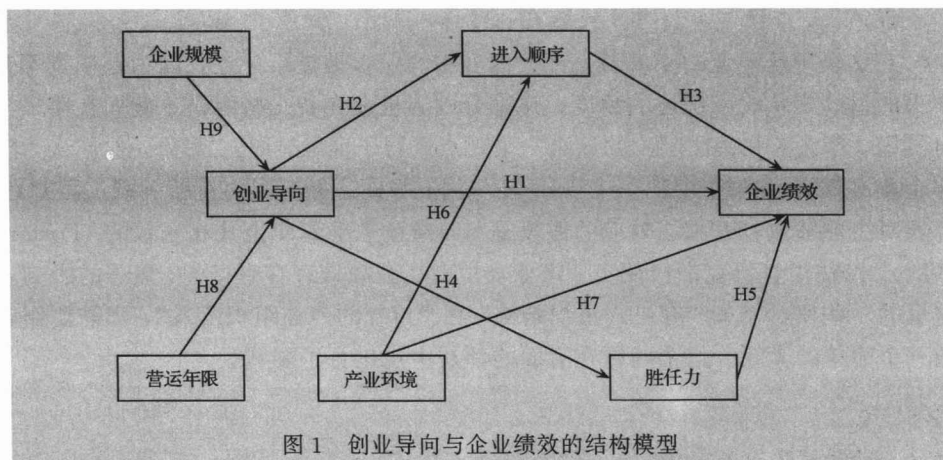 企业规模
进入顺序
H2
H3
H9
创业导向
H1
企业绩效
H6
H8
H4
H7
H5
营运年限
产业环境
胜任力
图1 创业导向与企业绩效的结构模型